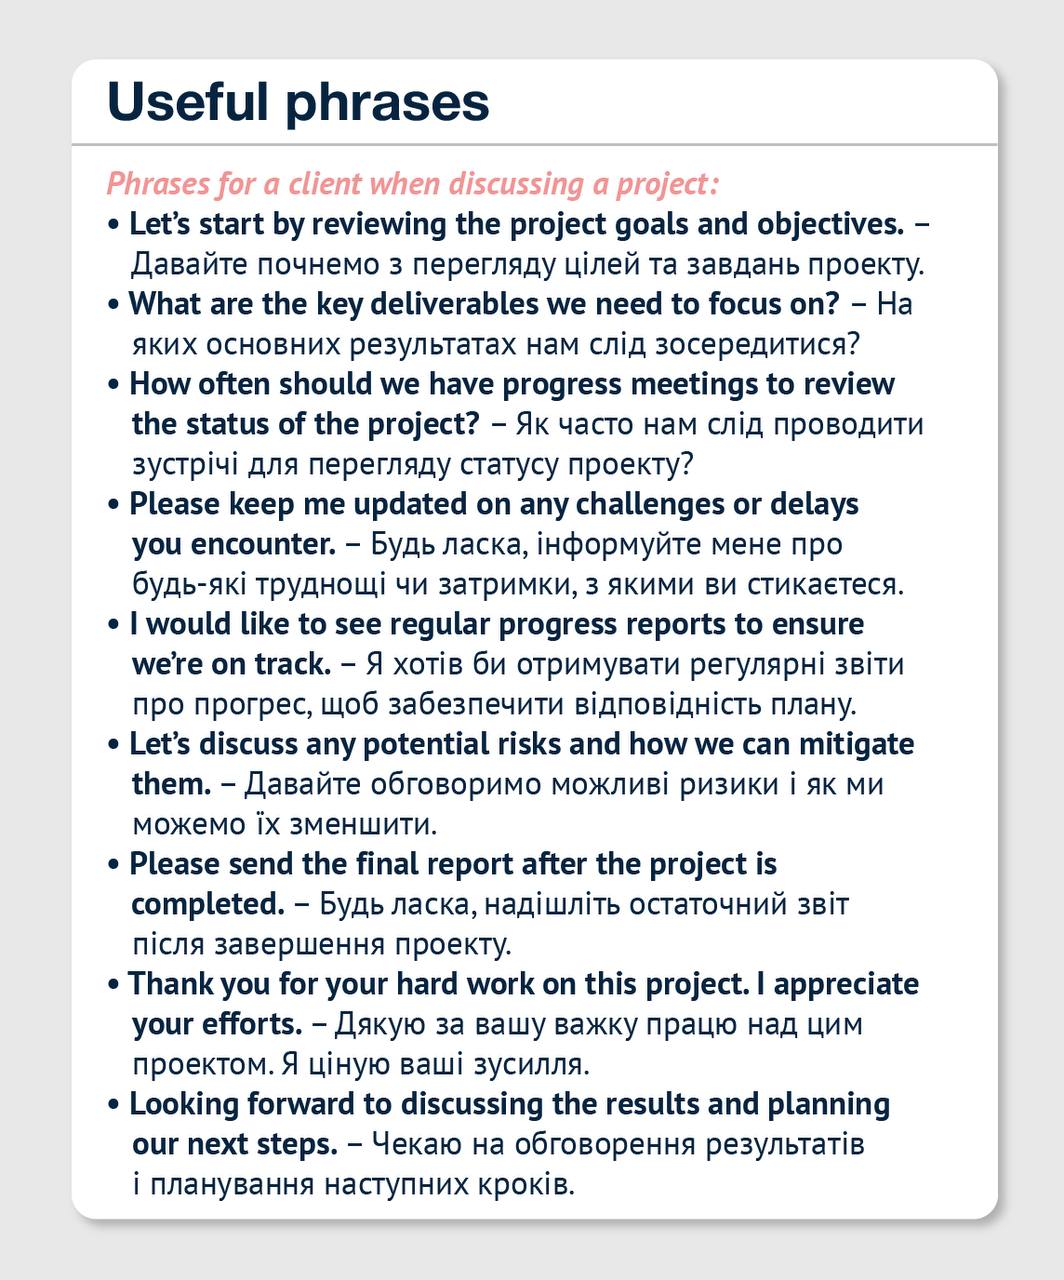 Useful phrases
Phrases for a client when discussing a project:
• Let’s start by reviewing the project goals and objectives. –
Давайте почнемо з перегляду цілей та завдань проекту.
• What are the key deliverables we need to focus on? – На
яких основних результатах нам слід зосередитися?
• How often should we have progress meetings to review
the status of the project? – Як часто нам слід проводити
зустрічі для перегляду статусу проекту?
• Please keep me updated on any challenges or delays
you encounter. – Будь ласка, інформуйте мене про
будь-які труднощі чи затримки, з якими ви стикаєтеся.
• I would like to see regular progress reports to ensure
we’re on track. – Я хотів би отримувати регулярні звіти
про прогрес, щоб забезпечити відповідність плану.
• Let’s discuss any potential risks and how we can mitigate
them. – Давайте обговоримо можливі ризики і як ми
можемо їх зменшити.
• Please send the final report after the project is
completed. – Будь ласка, надішліть остаточний звіт
після завершення проекту.
• Thank you for your hard work on this project. I appreciate
your efforts. – Дякую за вашу важку працю над цим
проектом. Я ціную ваші зусилля.
• Looking forward to discussing the results and planning
our next steps. – Чекаю на обговорення результатів
і планування наступних кроків.